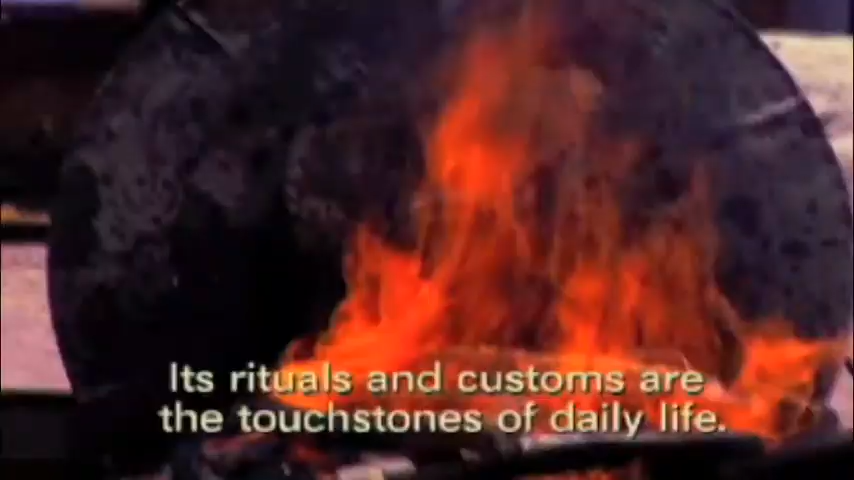 Its rituals and customs are
the touchstones of daily life.